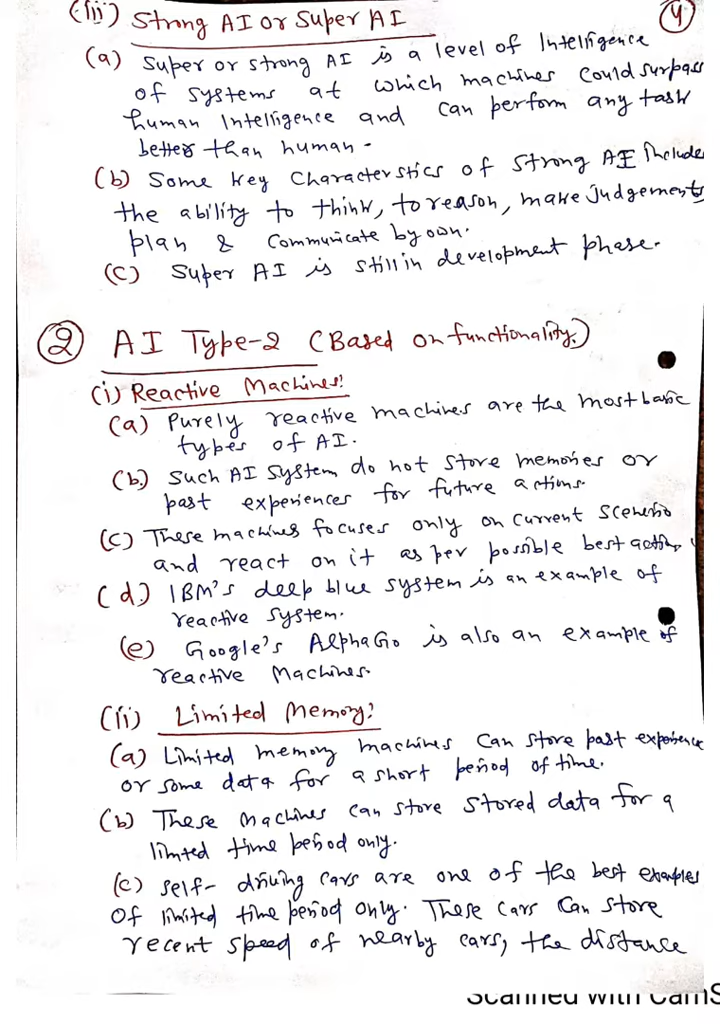 (iii) Strong AI or Super AI
4
(a) Super or strong AI is a level of Intelligence
of systems at which machines could surpass
human Intelligence and can perform any task
better than human.
(b) Some key characterstics of strong AI Include
the ability to think, to reason, make judgements
plan & communicate by own.
(c) Super AI is still in development phase.
2 AI Type-2 (Based on functionality.)
(i) Reactive Machines:
(a) Purely reactive machines are the most basic
types of AI.
(b) Such AI system do not store memories or
past experiences for future actions.
(c) These machines focuses only on current scenerio
and react on it as per possible best action
(d.) IBM's deep blue system is an example of
reactive system.
(e) Google's AlphaGo is also an example of
reactive Machines.
(ii) Limited Memory:
(a) Limited memory machines can store past experience
or some data for a short period of time.
(b) These machines can store stored data for a
limited time period only.
(c) self-driving cars are one of the best examples
of limited time period only. These cars can store
recent speed of nearby cars, the distance
Scanned with CamS